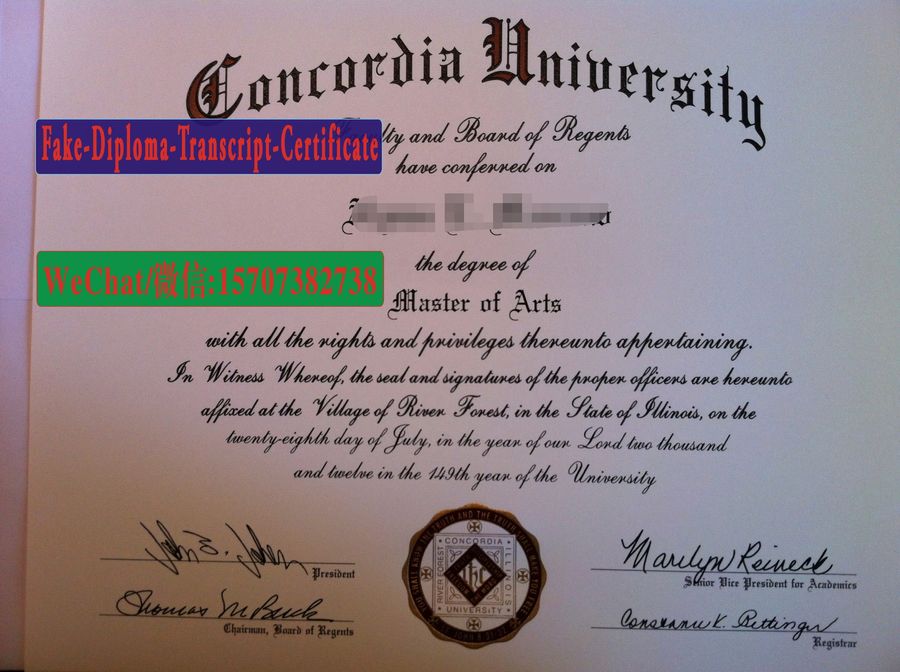 Concordia University
Fake-Diploma-Transcript-Certificate
Faculty and Board of Regents
have conferred on
the degree of
WeChat/微信:15707382738
Master of Arts
with all the rights and privileges thereunto appertaining.
In Witness Whereof, the seal and signatures of the proper officers are hereunto
affixed at the Village of River Forest, in the State of Illinois, on the
twenty-eighth day of July, in the year of our Lord two thousand
and twelve in the 149th year of the University
President
Marilyn Reineck
Senior Vice President for Academics
Chairman, Board of Regents
Registrar
CONCORDIA
UNIVERSITY
RIVER FOREST
ILLINOIS